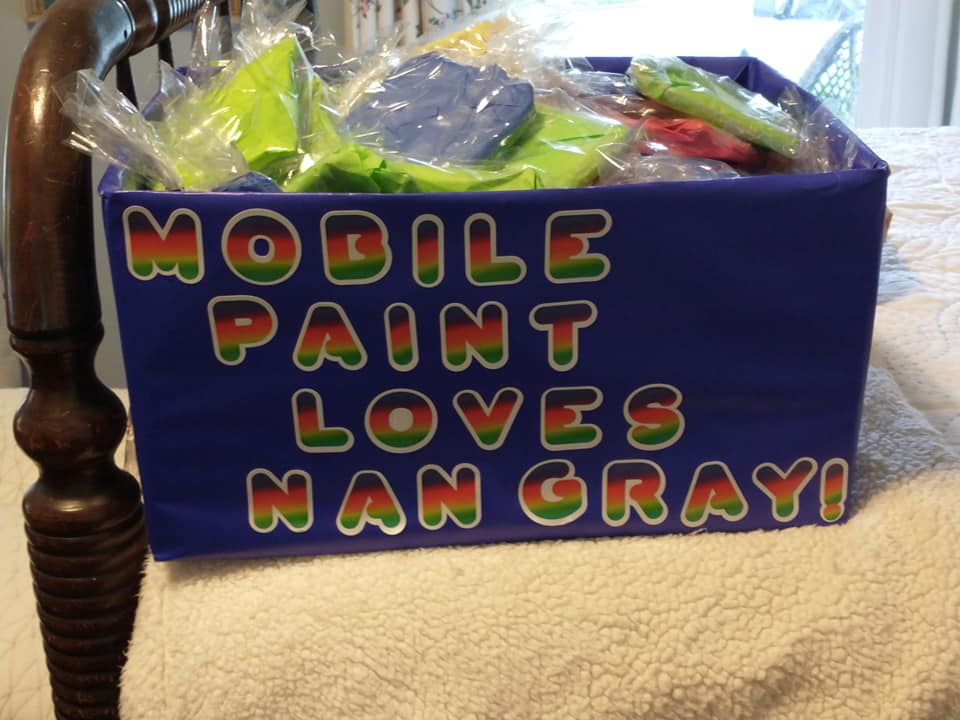 MOBILE
PAINT
LOVES
NAN GRAY!